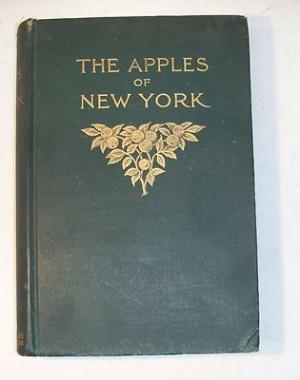 THE APPLES
OF
NEW YORK